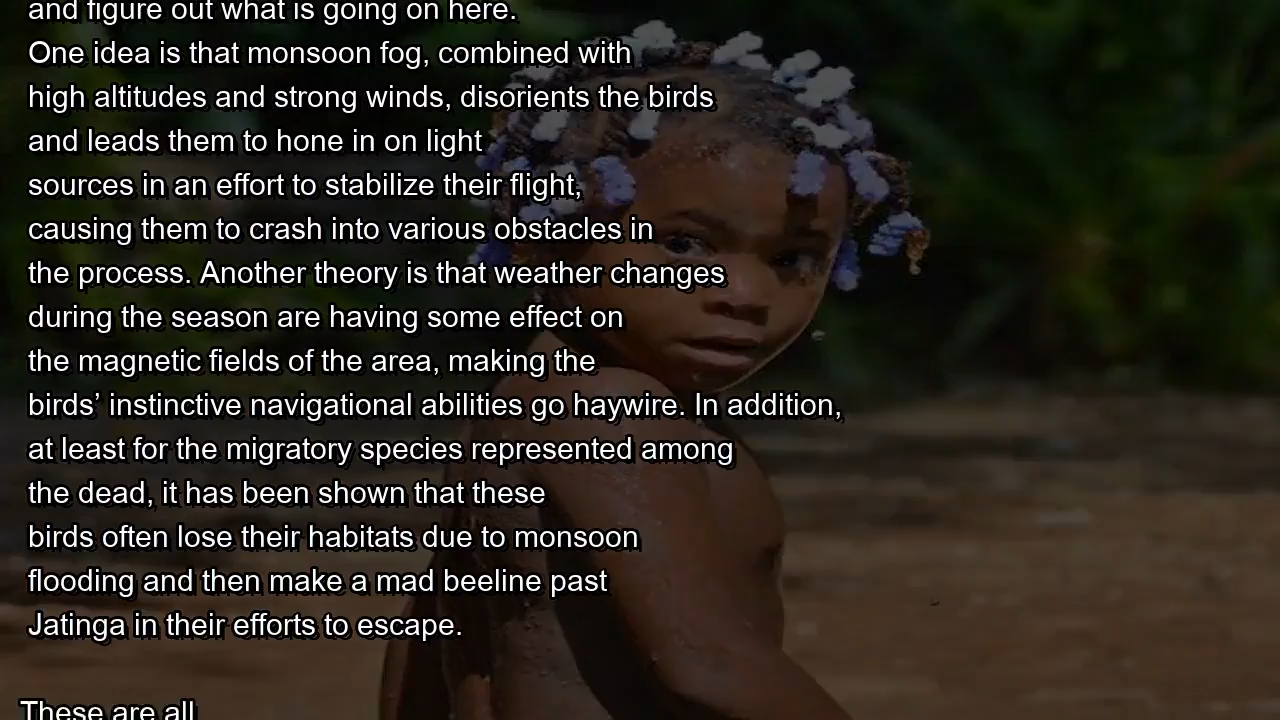 and figure out what is going on here.
One idea is that monsoon fog, combined with
high altitudes and strong winds, disorients the birds
and leads them to hone in on light
sources in an effort to stabilize their flight,
causing them to crash into various obstacles in
the process. Another theory is that weather changes
during the season are having some effect on
the magnetic fields of the area, making the
birds’ instinctive navigational abilities go haywire. In addition,
at least for the migratory species represented among
the dead, it has been shown that these
birds often lose their habitats due to monsoon
flooding and then make a mad beeline past
Jatinga in their efforts to escape.
These are all